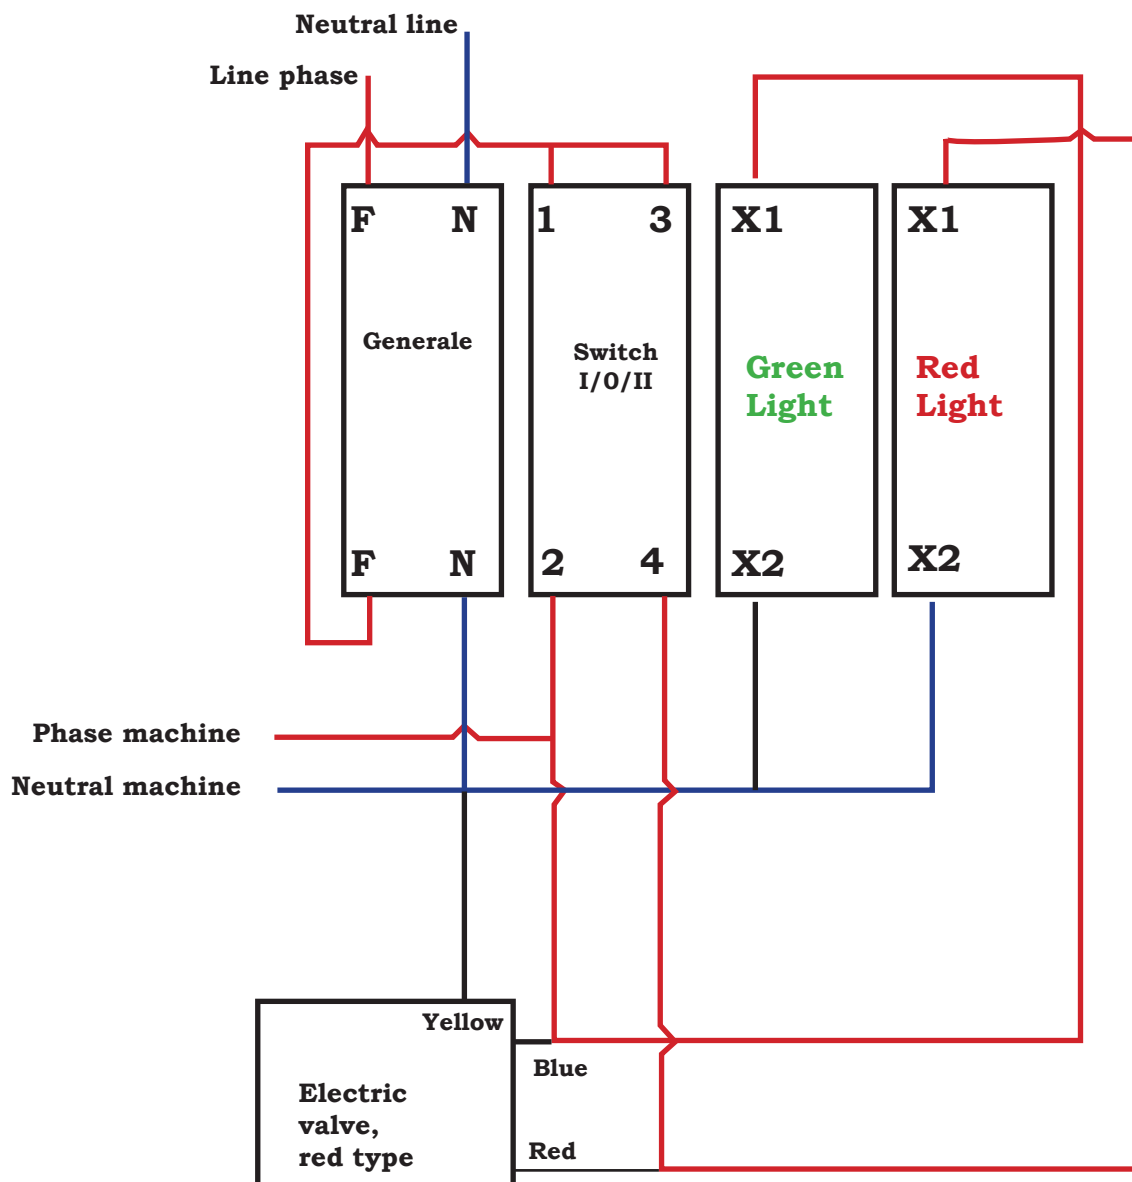 Neutral line
Line phase
F N
1 3
X1
X1
Generale
Switch
I/0/II
Green
Light
Red
Light
F N
2 4
X2
X2
Phase machine
Neutral machine
Yellow
Blue
Electric
valve,
red type
Red